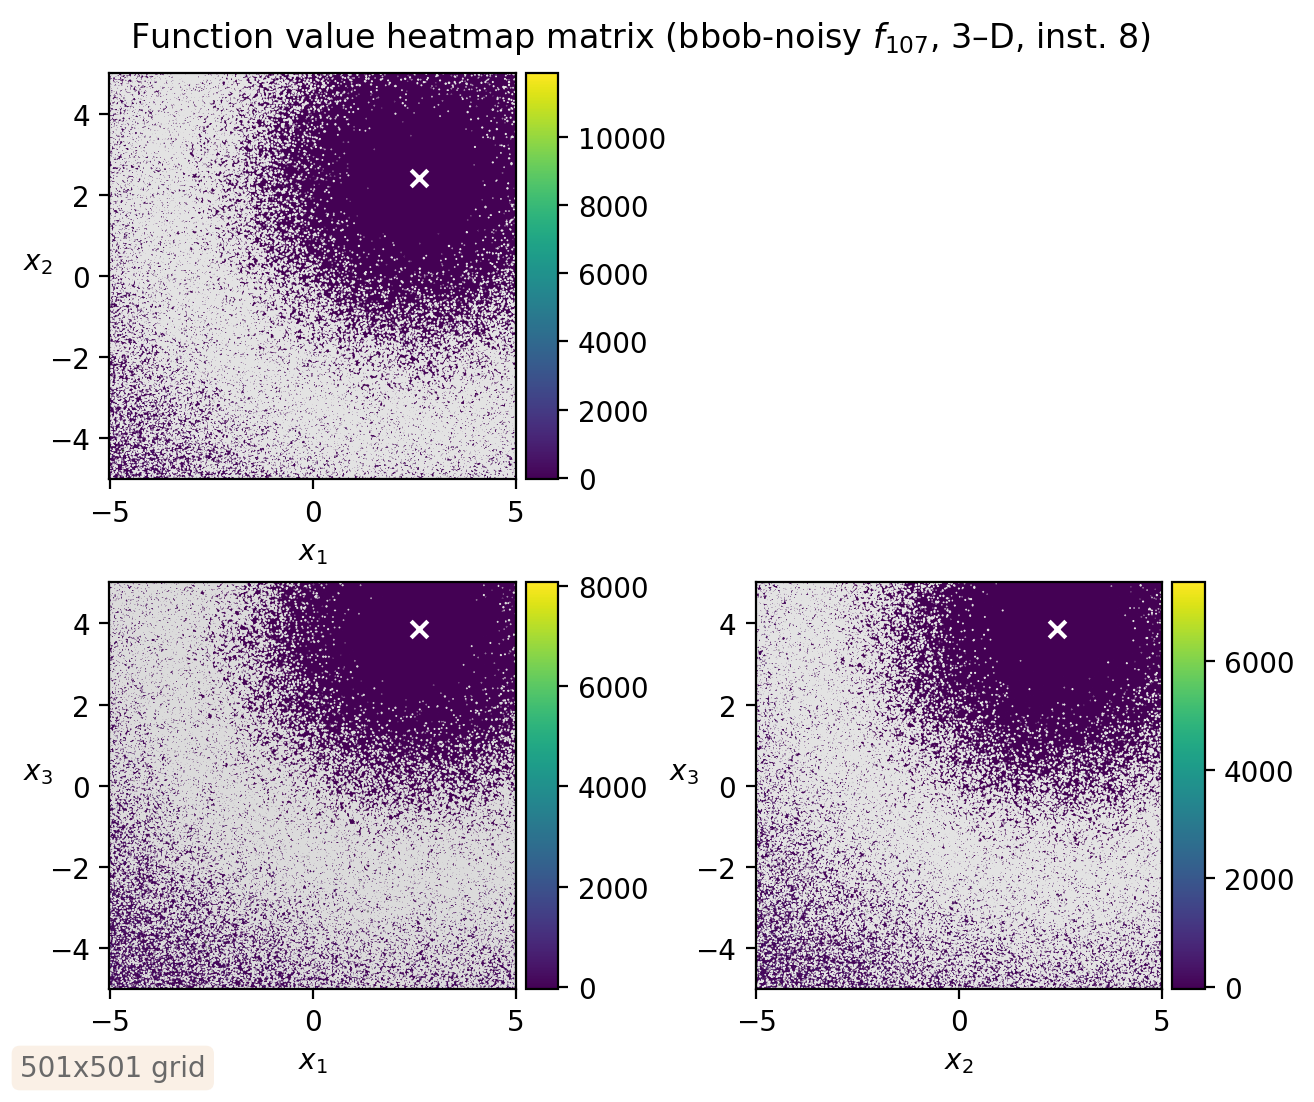 Function value heatmap matrix (bbob-noisy f₁₀₇, 3–D, inst. 8)
4
2
0
−2
−4
x₂
−5 0 5
x₁
10000
8000
6000
4000
2000
0
4
2
0
−2
−4
x₃
−5 0 5
x₁
8000
6000
4000
2000
0
4
2
0
−2
−4
x₃
−5 0 5
x₂
6000
4000
2000
0
501x501 grid